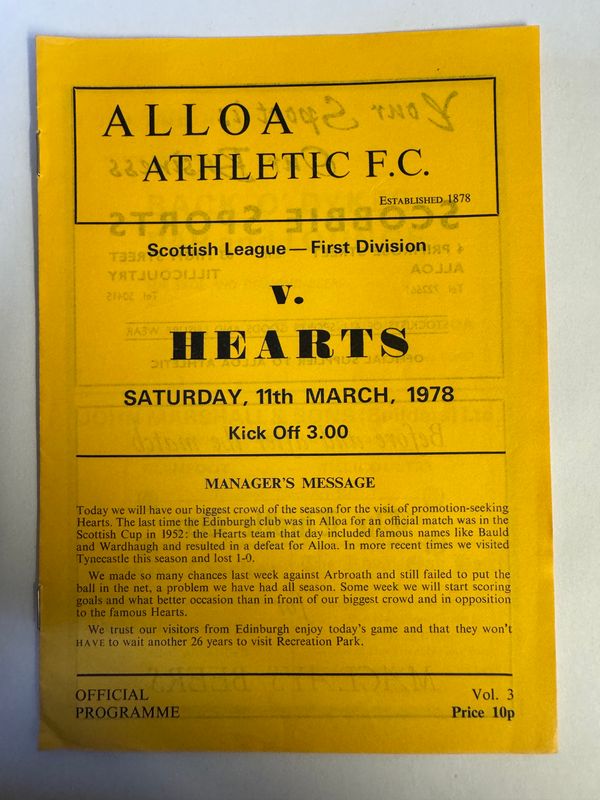 ALLOA
ATHLETIC F.C.
ESTABLISHED 1878
Scottish League — First Division
v.
HEARTS
SATURDAY, 11th MARCH, 1978
Kick Off 3.00
MANAGER'S MESSAGE
Today we will have our biggest crowd of the season for the visit of promotion-seeking
Hearts. The last time the Edinburgh club was in Alloa for an official match was in the
Scottish Cup in 1952: the Hearts team that day included famous names like Bauld
and Wardhaugh and resulted in a defeat for Alloa. In more recent times we visited
Tynecastle this season and lost 1-0.
We made so many chances last week against Arbroath and still failed to put the
ball in the net, a problem we have had all season. Some week we will start scoring
goals and what better occasion than in front of our biggest crowd and in opposition
to the famous Hearts.
We trust our visitors from Edinburgh enjoy today's game and that they won't
HAVE to wait another 26 years to visit Recreation Park.
OFFICIAL
PROGRAMME
Vol. 3
Price 10p